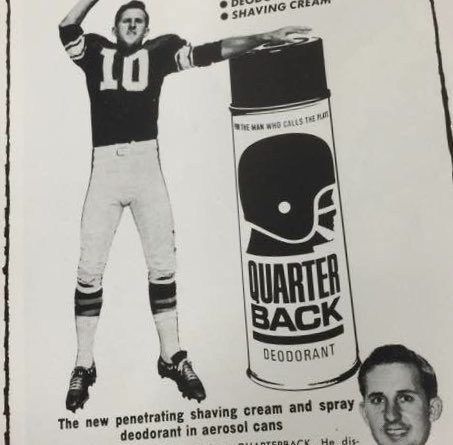 SHAVING CREAM
10
FOR THE MAN WHO CALLS THE PLAYS
QUARTER
BACK
DEODORANT
The new penetrating shaving cream and spray
deodorant in aerosol cans
QUARTERBACK. He dis-